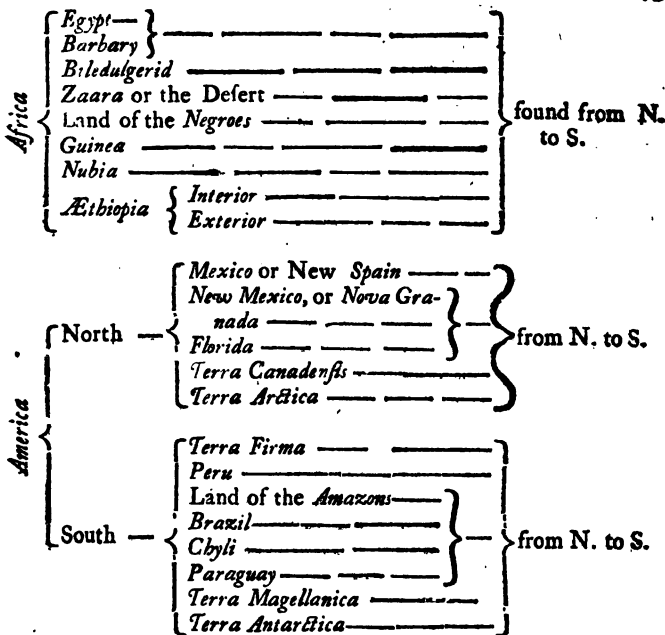 Africa
Egypt—
Barbary
Biledulgerid
Zaara or the Desert
Land of the Negroes
Guinea
Nubia
Æthiopia
Interior
Exterior
found from N.
to S.
America
North
Mexico or New Spain
New Mexico, or Nova Gra-
nada
Florida
Terra Canadensis
Terra Arctica
from N. to S.
South
Terra Firma
Peru
Land of the Amazons
Brazil
Chyli
Paraguay
Terra Magellanica
Terra Antarctica
from N. to S.